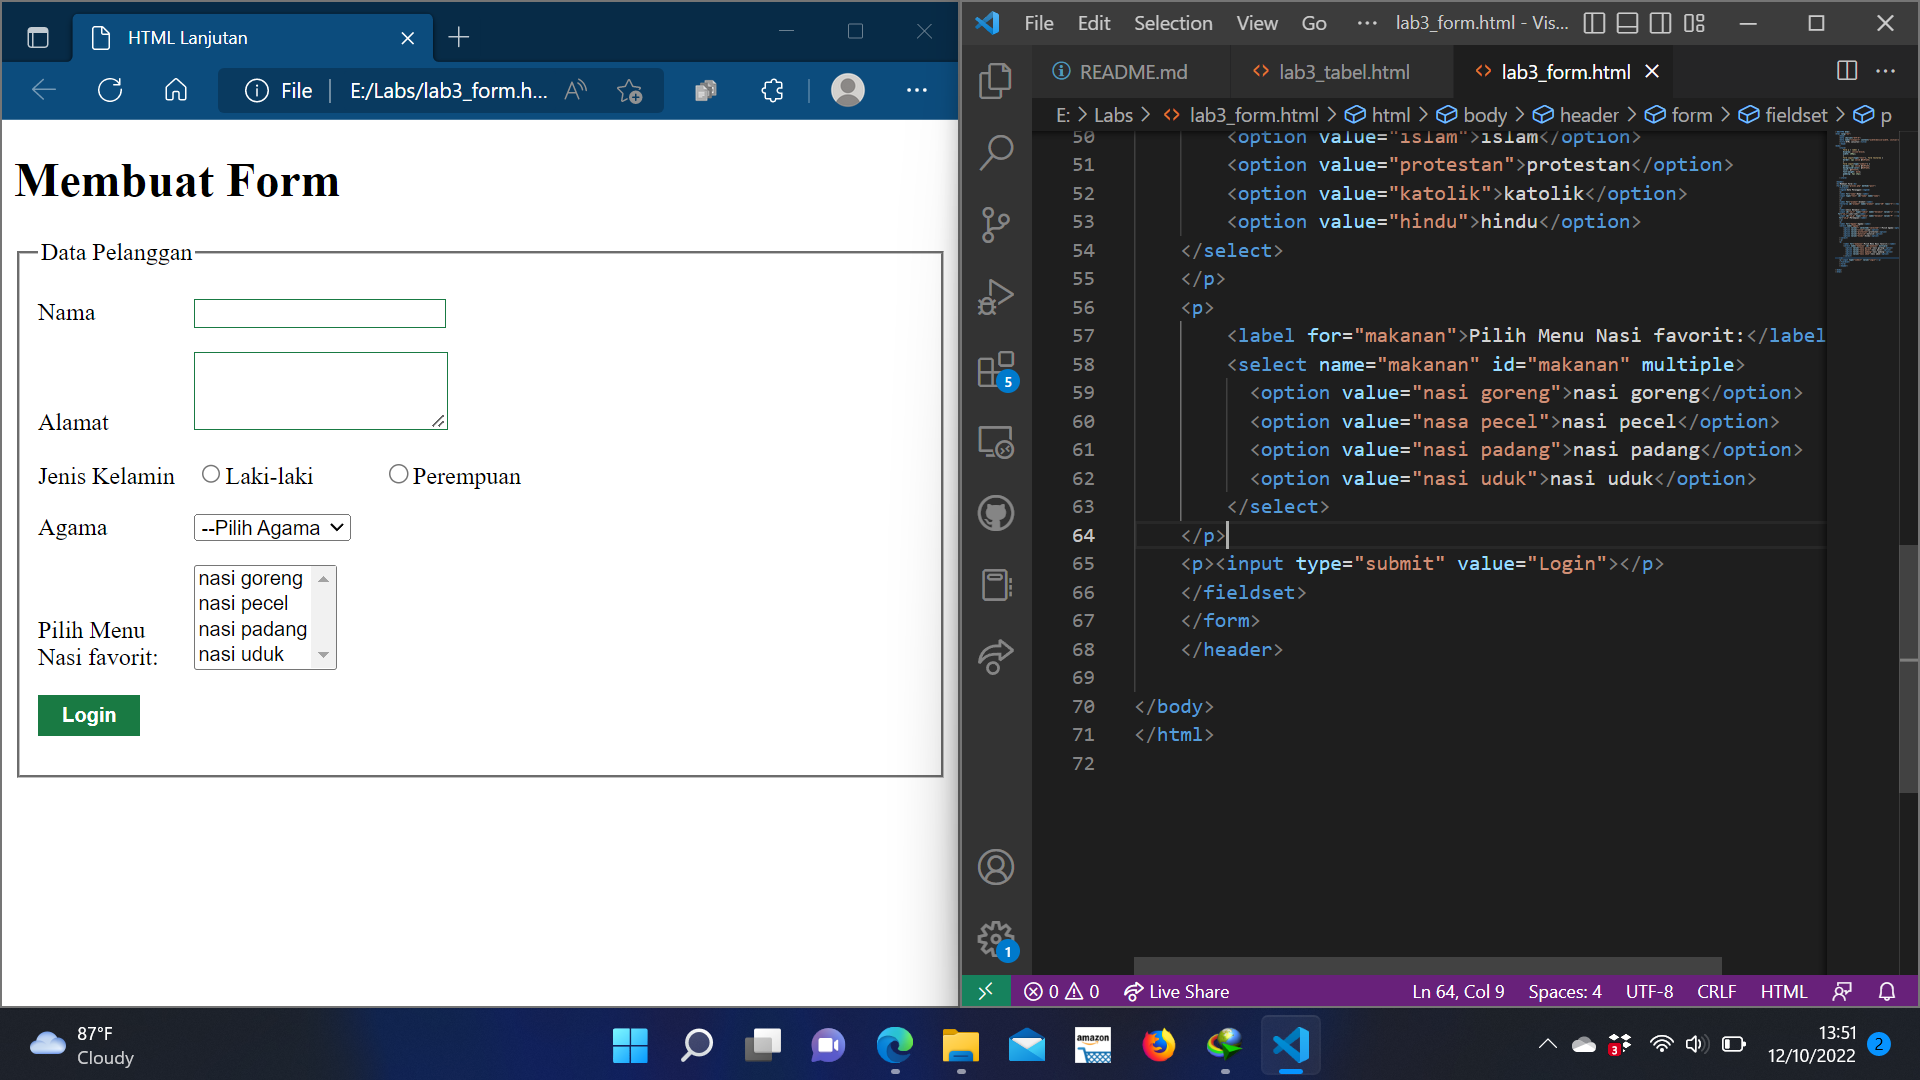 HTML Lanjutan
File
E:/Labs/lab3_form.h...
Membuat Form
Data Pelanggan
Nama
Alamat
Jenis Kelamin
Laki-laki
Perempuan
Agama
--Pilih Agama
Pilih Menu
Nasi favorit:
nasi goreng
nasi pecel
nasi padang
nasi uduk
Login
File Edit Selection View Go ··· lab3_form.html - Vis...
README.md
lab3_tabel.html
lab3_form.html
E: > Labs > lab3_form.html > html > body > header > form > fieldset > p
50 <option value="islam">islam</option>
51 <option value="protestan">protestan</option>
52 <option value="katolik">katolik</option>
53 <option value="hindu">hindu</option>
54 </select>
55 </p>
56 <p>
57 <label for="makanan">Pilih Menu Nasi favorit:</label
58 <select name="makanan" id="makanan" multiple>
59 <option value="nasi goreng">nasi goreng</option>
60 <option value="nasa pecel">nasi pecel</option>
61 <option value="nasi padang">nasi padang</option>
62 <option value="nasi uduk">nasi uduk</option>
63 </select>
64 </p>
65 <p><input type="submit" value="Login"></p>
66 </fieldset>
67 </form>
68 </header>
69
70 </body>
71 </html>
72
5
1
0 0 Live Share
Ln 64, Col 9 Spaces: 4 UTF-8 CRLF HTML
87°F
Cloudy
amazon
3
13:51
12/10/2022
2